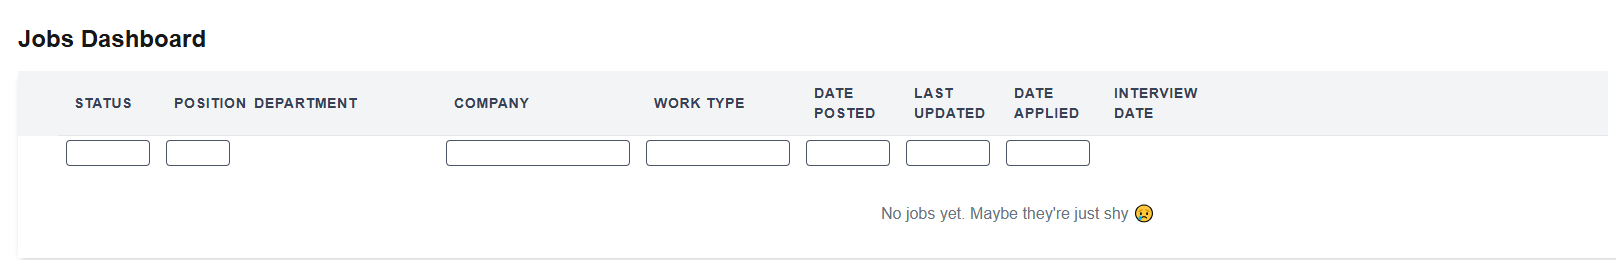 Jobs Dashboard
STATUS POSITION DEPARTMENT COMPANY WORK TYPE DATE POSTED LAST UPDATED DATE APPLIED INTERVIEW DATE
No jobs yet. Maybe they're just shy 😢